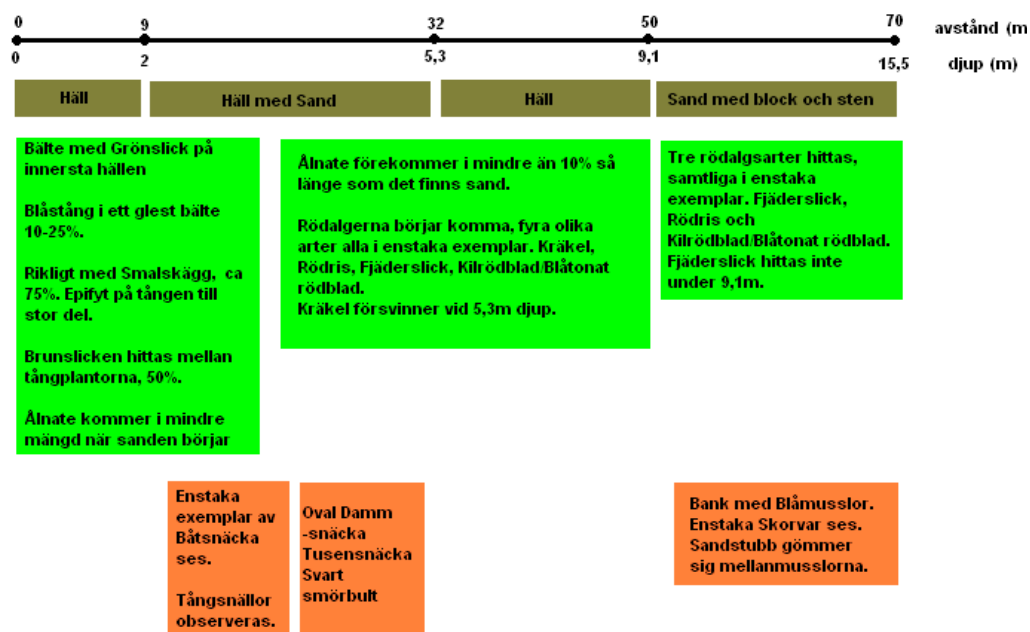 0 9 32 50 70 avstånd (m
0 2 5,3 9,1 15,5 djup (m)
Häll Häll med Sand Häll Sand med block och sten
Bälte med Grönslick på
innersta hällen
Blåstång i ett glest bälte
10-25%.
Rikligt med Smalskägg, ca
75%. Epifyt på tången till
stor del.
Brunslicken hittas mellan
tångplantorna, 50%.
Ålnate kommer i mindre
mängd när sanden börjar
Ålnate förekommer i mindre än 10% så
länge som det finns sand.
Rödalgerna börjar komma, fyra olika
arter alla i enstaka exemplar. Kräkel,
Rödris, Fjäderslick, Kilrödblad/Blåtonat
rödblad.
Kräkel försvinner vid 5,3m djup.
Tre rödalgsarter hittas,
samtliga i enstaka
exemplar. Fjäderslick,
Rödris och
Kilrödblad/Blåtonat rödblad.
Fjäderslick hittas inte
under 9,1m.
Enstaka
exemplar av
Båtsnäcka
ses.
Tångsnällor
observeras.
Oval Damm
-snäcka
Tusensnäcka
Svart
smörbult
Bank med Blåmusslor.
Enstaka Skorvar ses.
Sandstubb gömmer
sig mellanmusslorna.